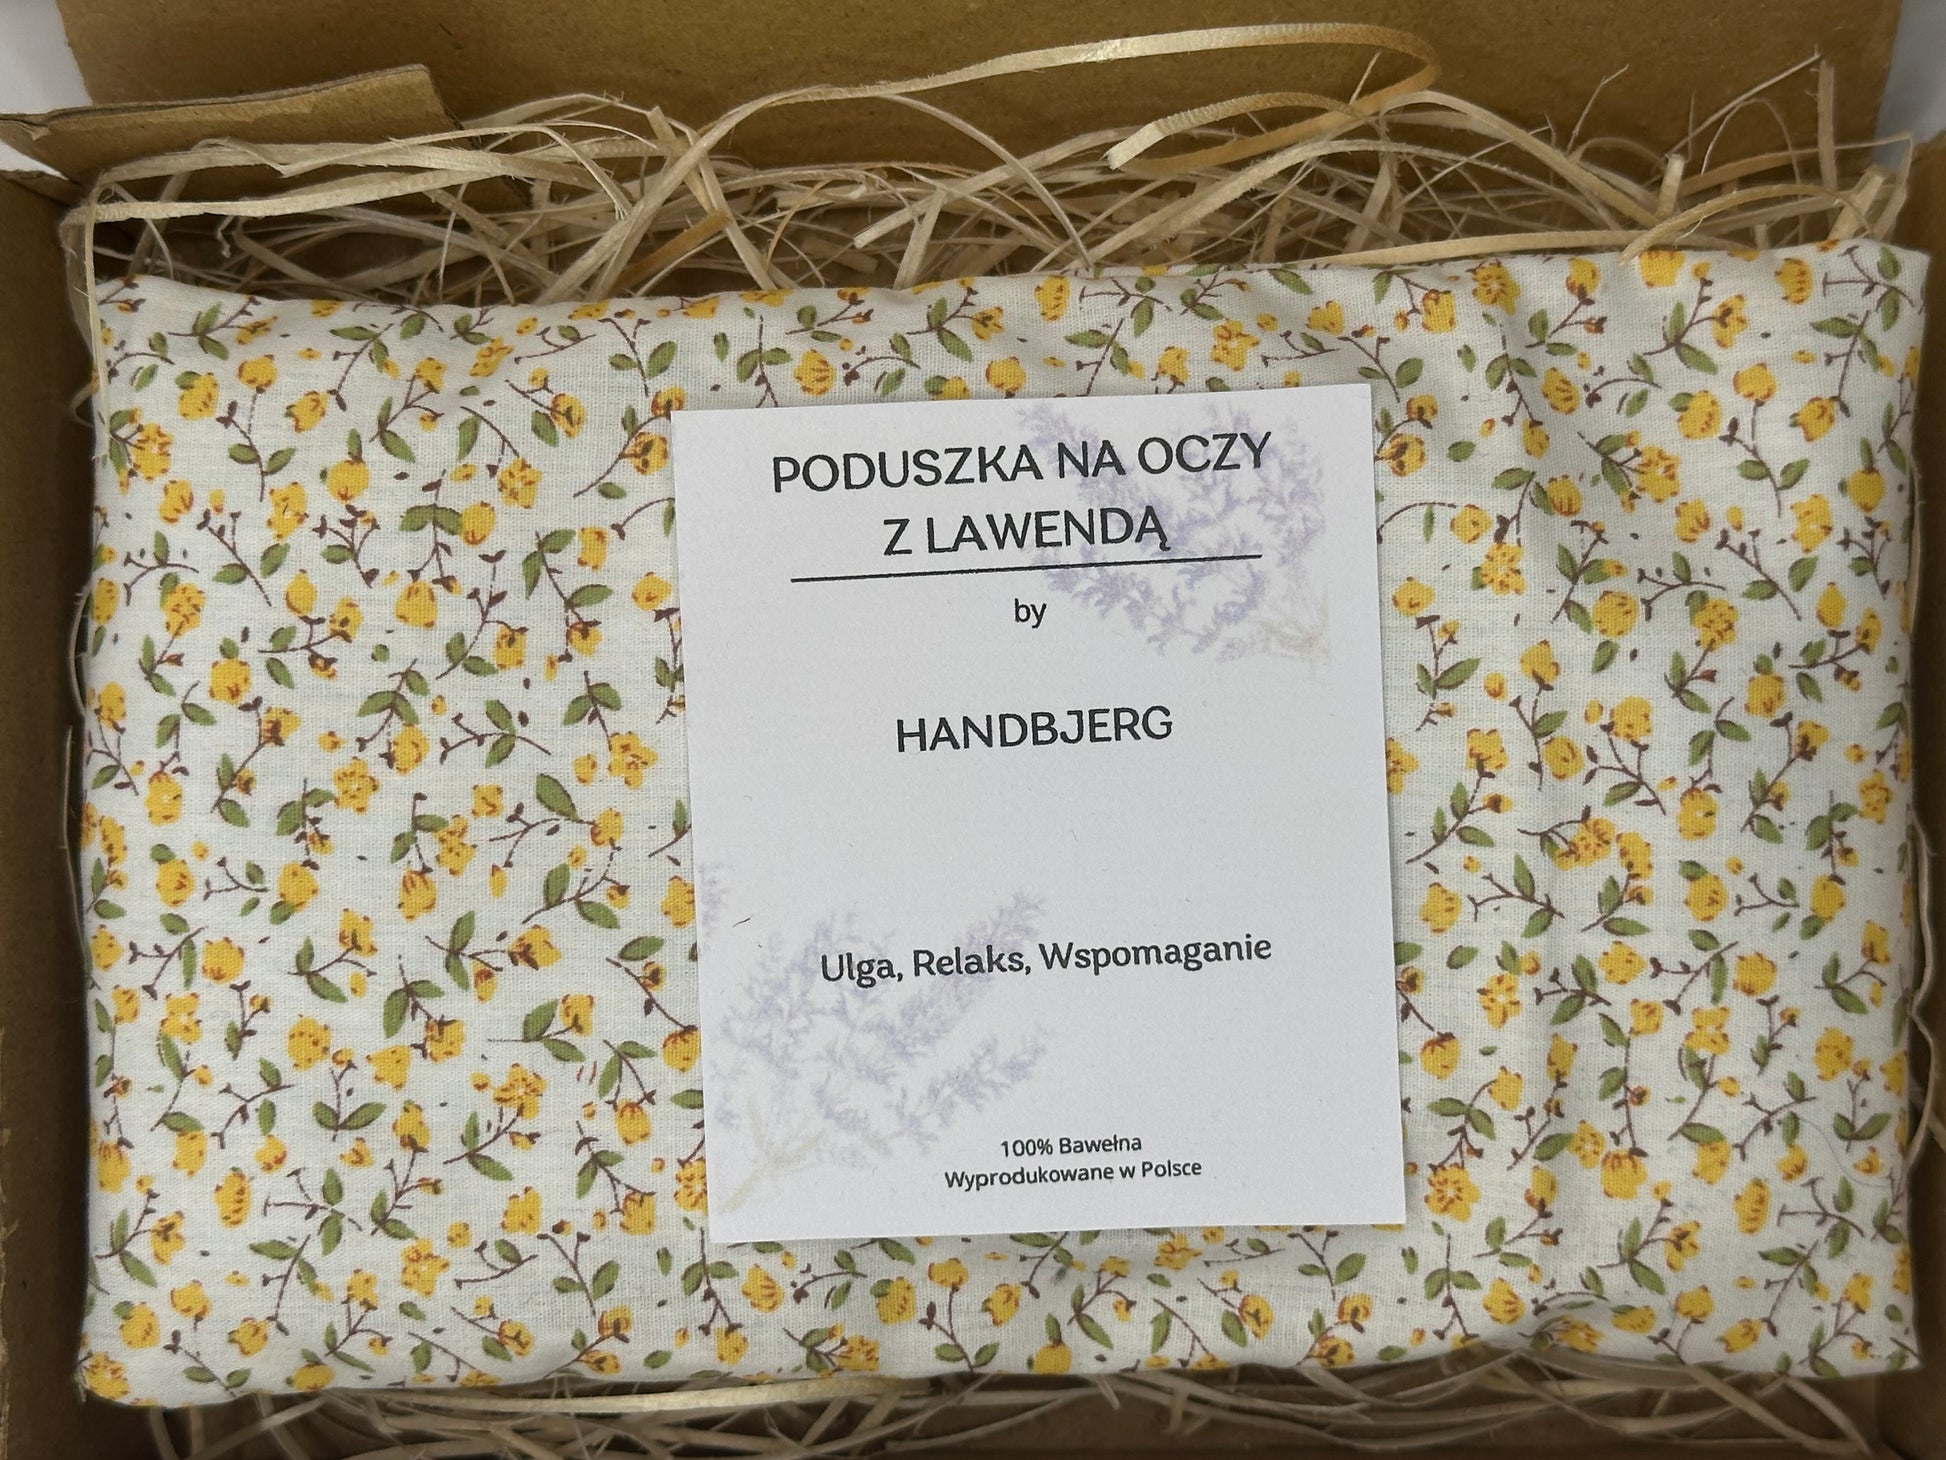 PODUSZKA NA OCZY
Z LAWENDĄ
by
HANDBJERG
Ulga, Relaks, Wspomaganie
100% Bawełna
Wyprodukowane w Polsce